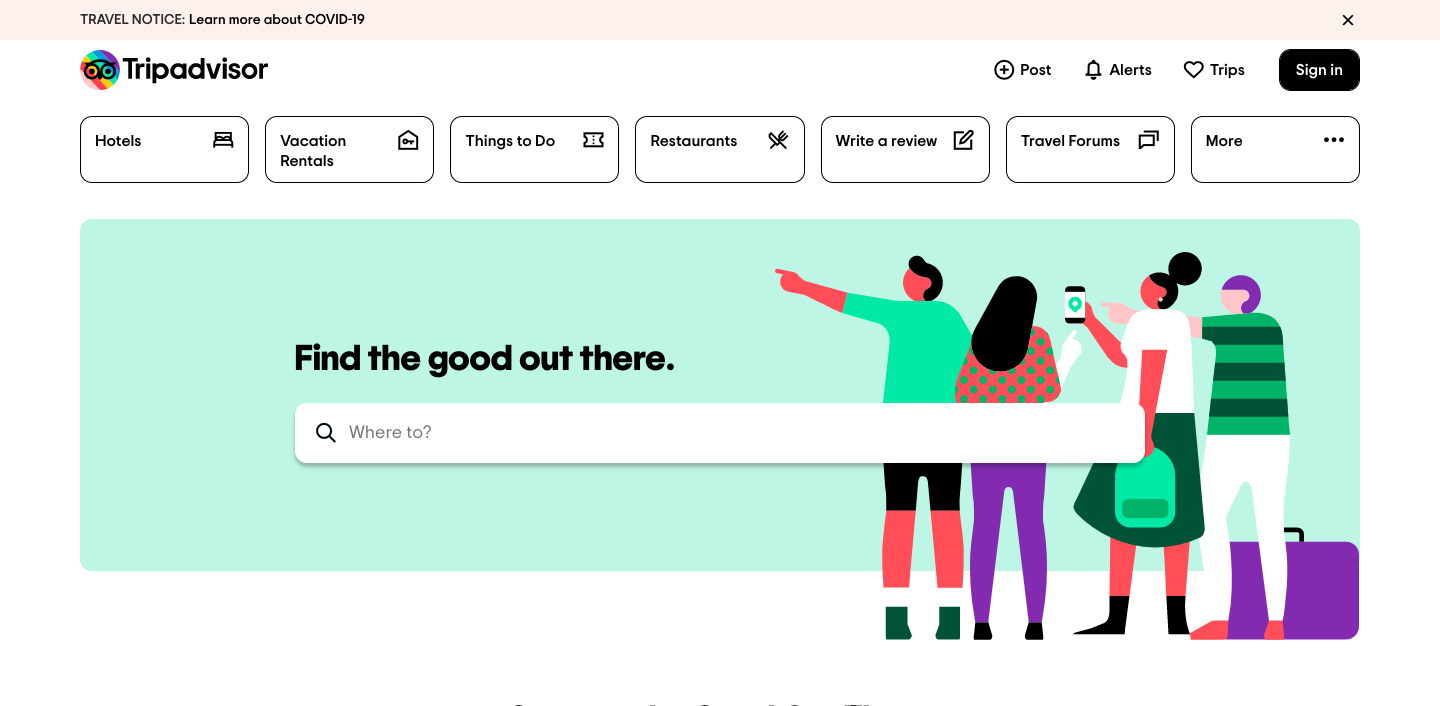 TRAVEL NOTICE: Learn more about COVID-19
Tripadvisor
Post
Alerts
Trips
Sign in
Hotels
Vacation
Rentals
Things to Do
Restaurants
Write a review
Travel Forums
More
Find the good out there.
Where to?